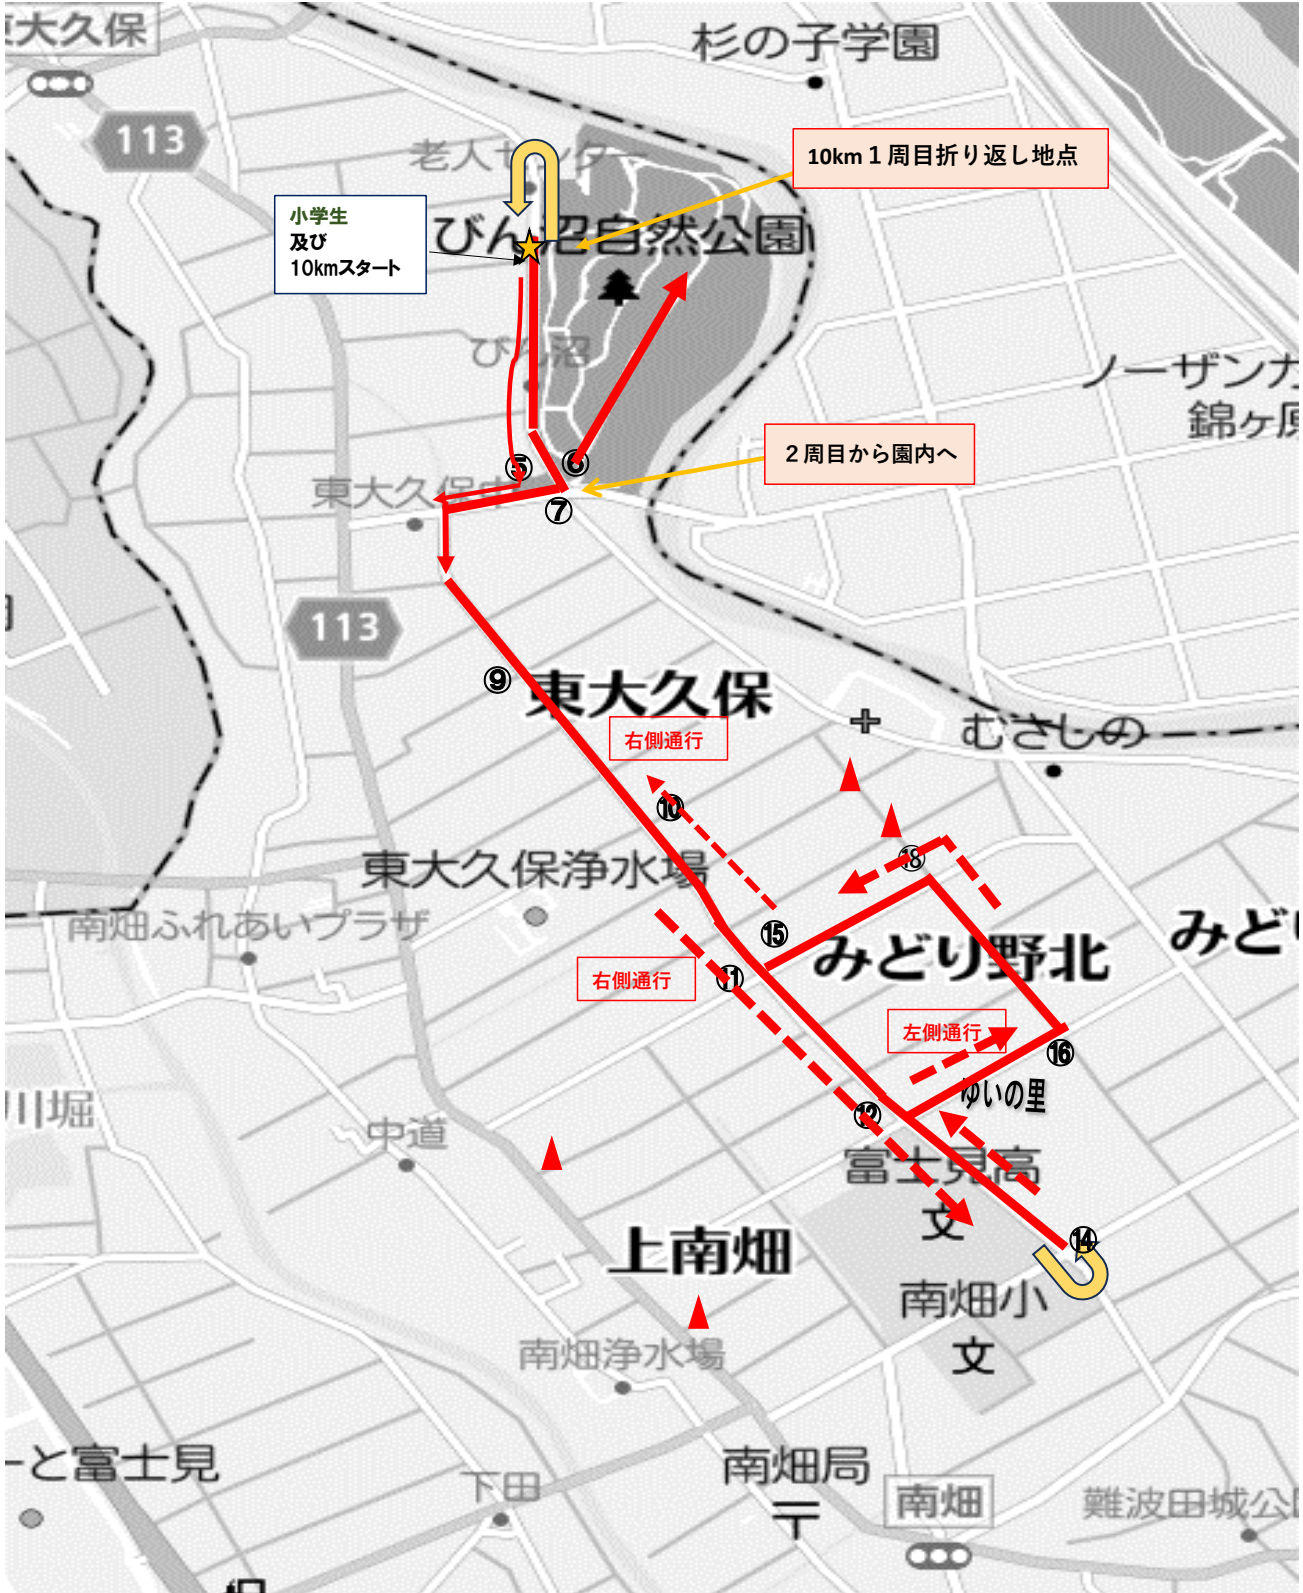 大久保
杉の子学園
113
老人センター
10km１周目折り返し地点
小学生
及び
10kmスタート
びん沼自然公園
びん沼
ノーザンカ
錦ヶ原
２周目から園内へ
⑤
⑥
東大久保中
⑦
113
⑨
東大久保
右側通行
むさしの
⑩
東大久保浄水場
⑱
南畑ふれあいプラザ
⑮
みどり野北
みど
右側通行
⑪
左側通行
⑯
川堀
ゆいの里
⑫
中道
富士見高
文
上南畑
⑭
南畑小
文
南畑浄水場
ーと富士見
南畑局
〒
下田
南畑
難波田城公